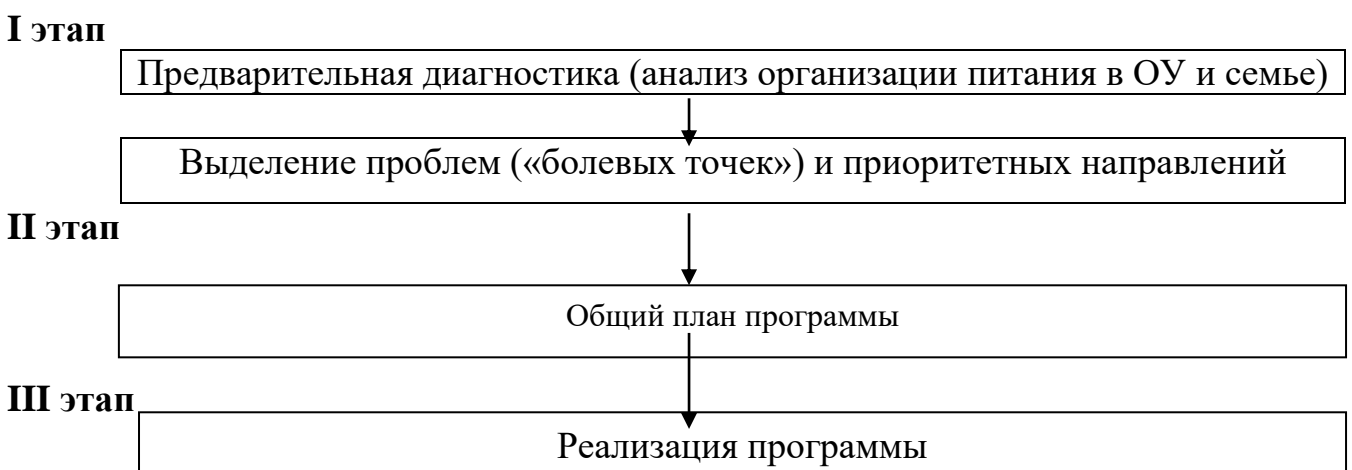 I этап
Предварительная диагностика (анализ организации питания в ОУ и семье)
Выделение проблем («болевых точек») и приоритетных направлений
II этап
Общий план программы
III этап
Реализация программы